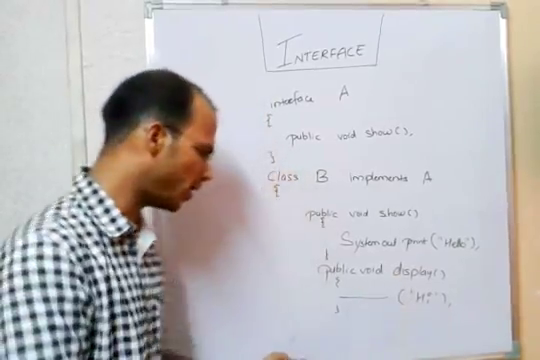 INTERFACE
interface A
{
public void show();
}
Class B implements A
{
public void show()
{
System out print ("Hello");
}
public void display()
{
——— ("Hi");
}